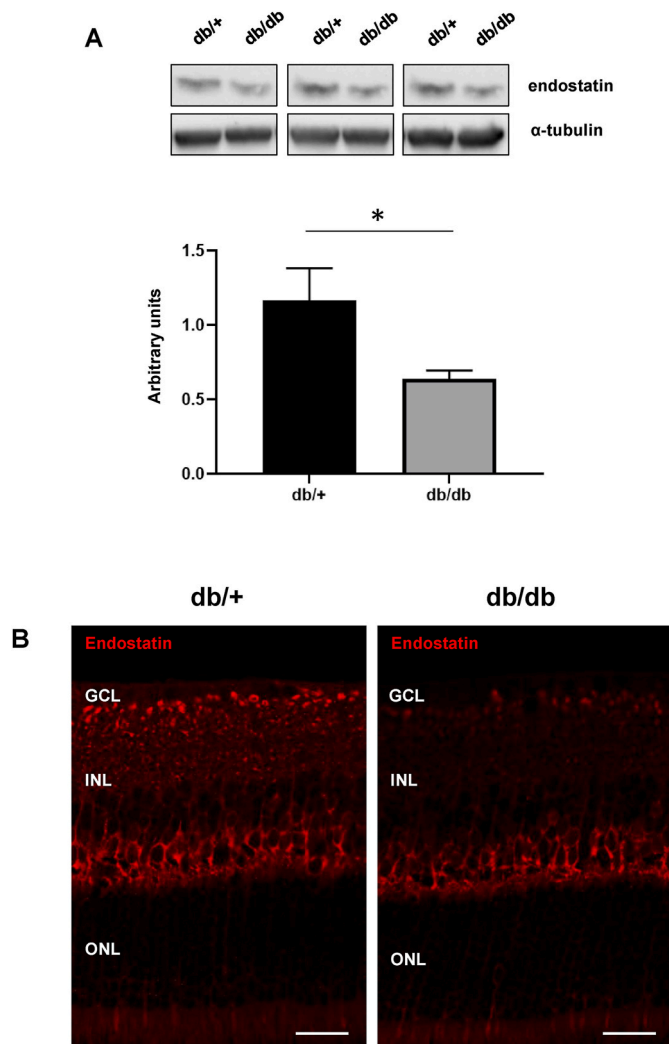 A
db/+ db/db db/+ db/db db/+ db/db
endostatin
α-tubulin
*
1.5
1.0
0.5
0.0
Arbitrary units
db/+ db/db
db/+ db/db
B
Endostatin Endostatin
GCL GCL
INL INL
ONL ONL